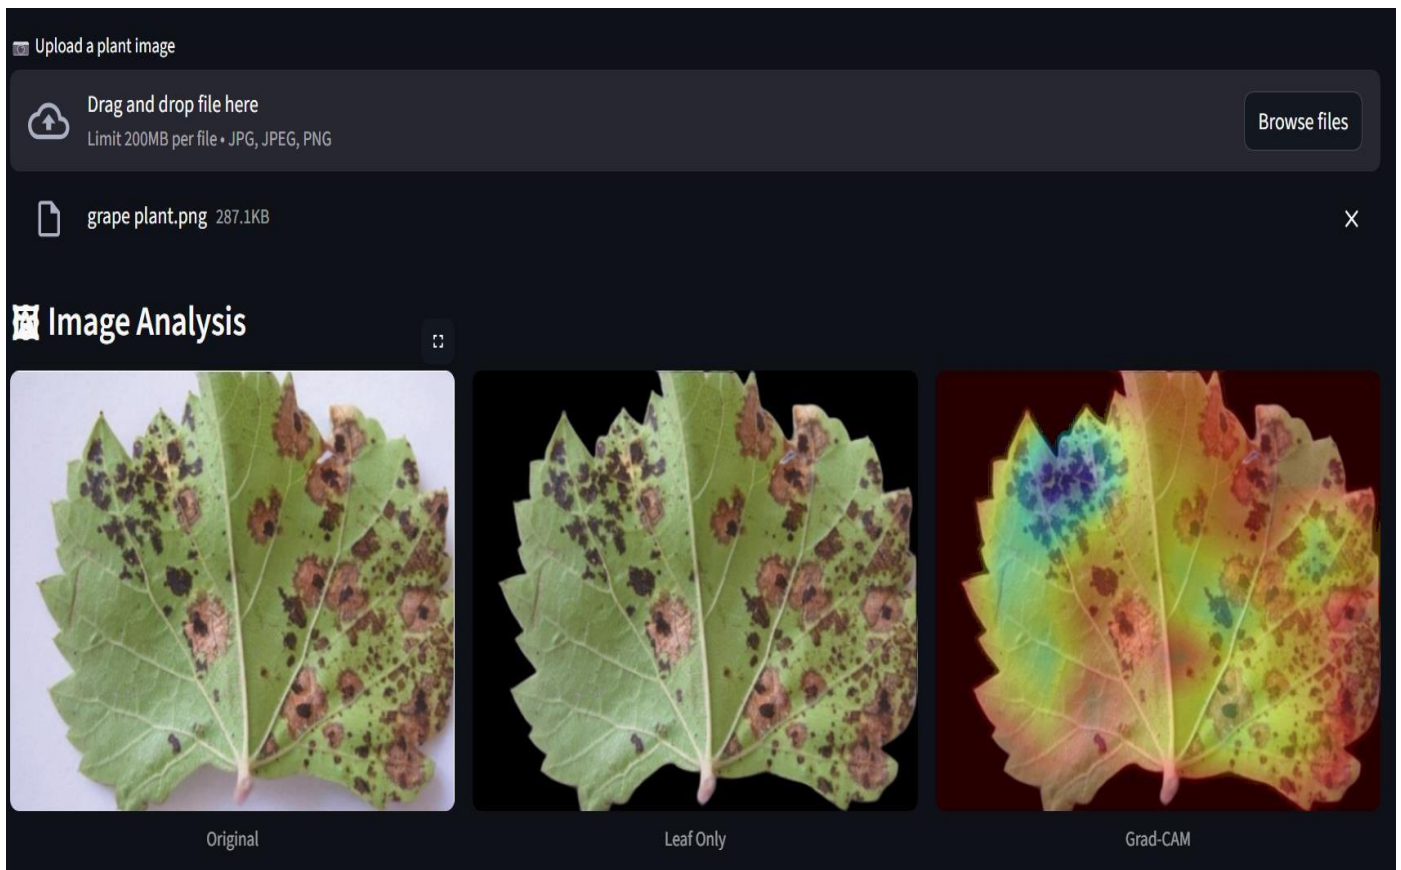 Upload a plant image
Drag and drop file here
Limit 200MB per file • JPG, JPEG, PNG
Browse files
grape plant.png 287.1KB
Image Analysis
Original
Leaf Only
Grad-CAM